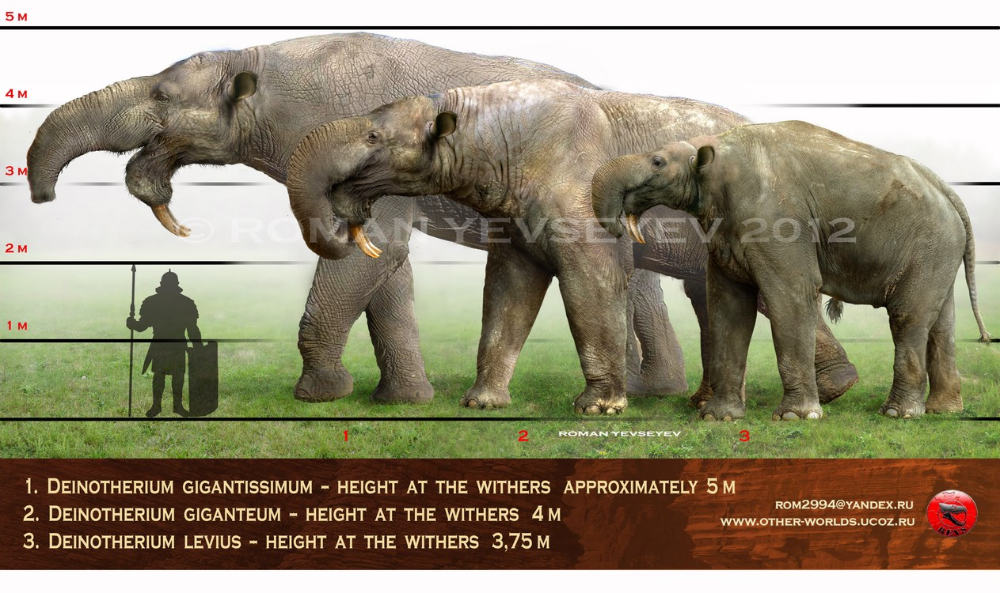 5 M
4 M
3 M
2 M
1 M
© ROMAN YEVSEYEV 2012
1 2 3
ROMAN YEVSEYEV
1. DEINOTHERIUM GIGANTISSIMUM – HEIGHT AT THE WITHERS APPROXIMATELY 5 M
2. DEINOTHERIUM GIGANTEUM – HEIGHT AT THE WITHERS 4 M
3. DEINOTHERIUM LEVIUS – HEIGHT AT THE WITHERS 3,75 M
ROM2994@YANDEX.RU
WWW.OTHER-WORLDS.UCOZ.RU